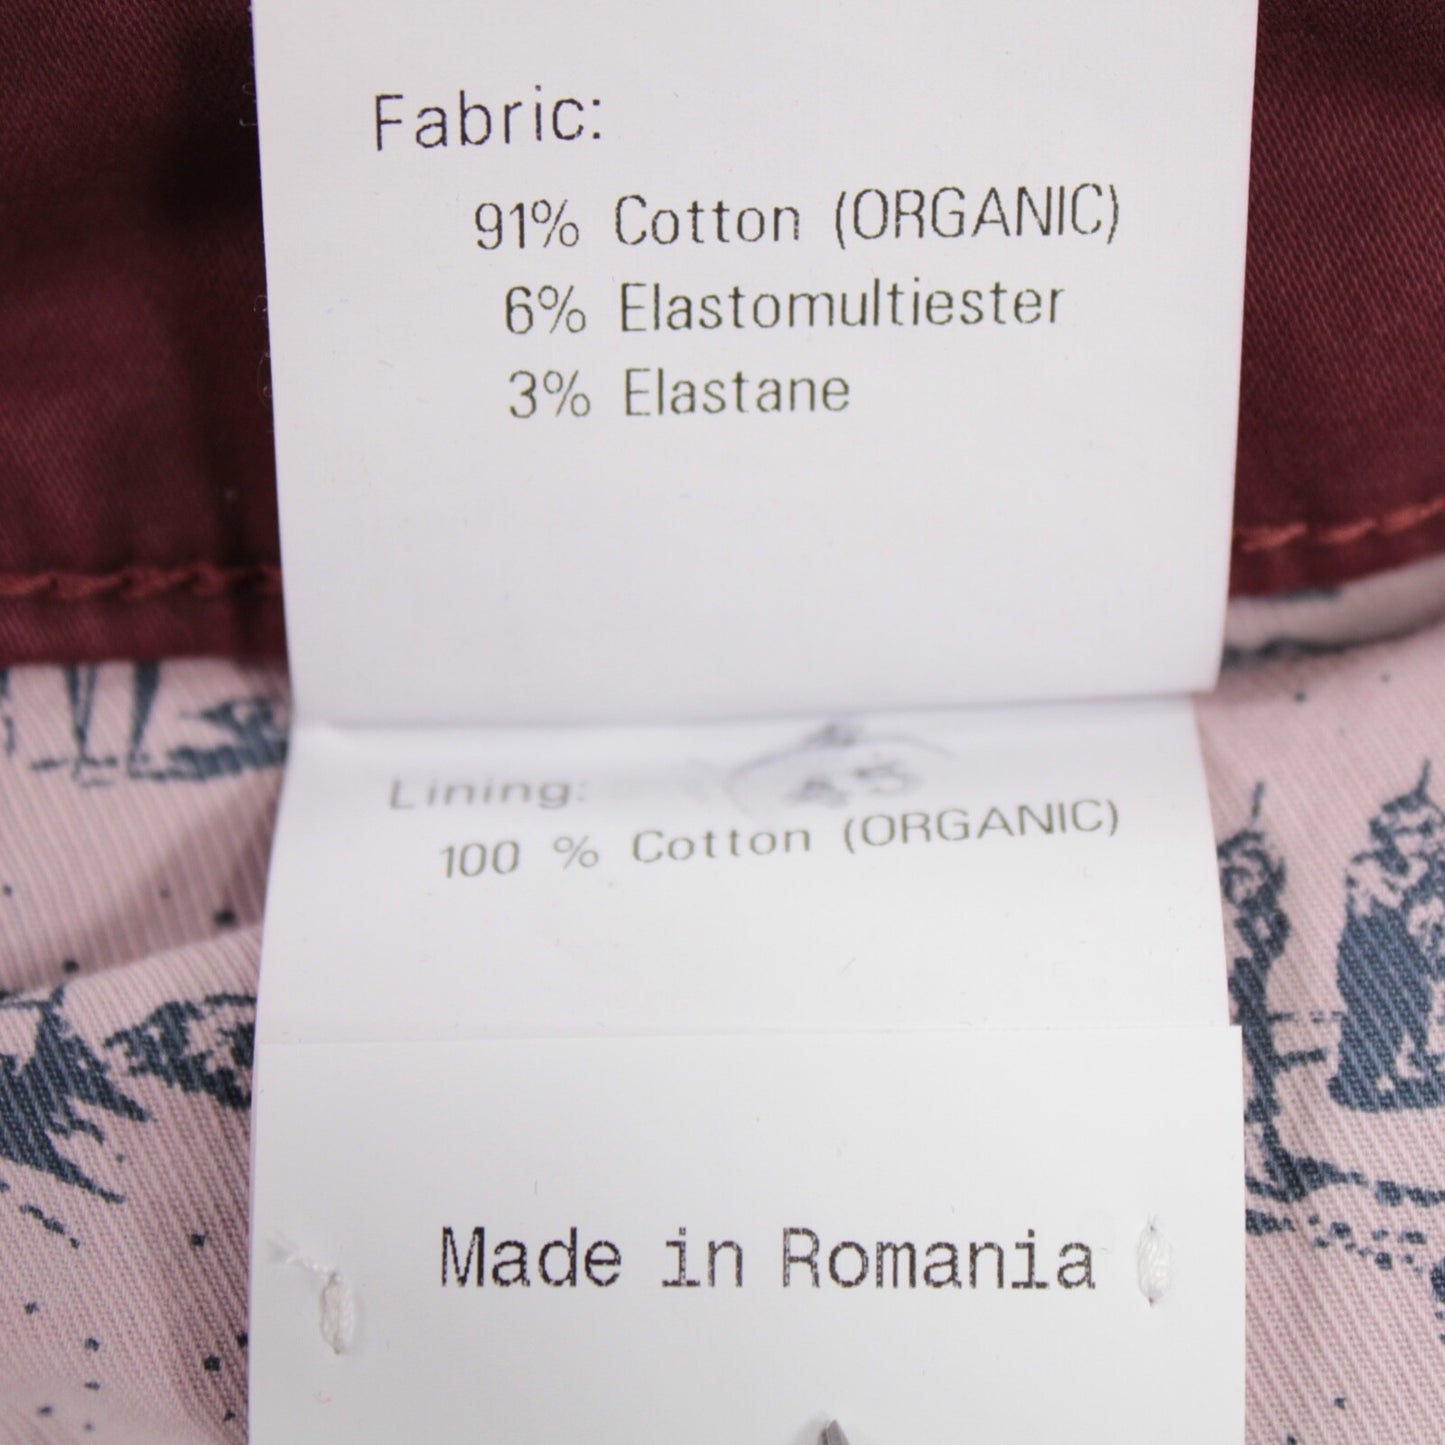 Fabric:
91% Cotton (ORGANIC)
6% Elastomultiester
3% Elastane
Lining:
100 % Cotton (ORGANIC)
Made in Romania